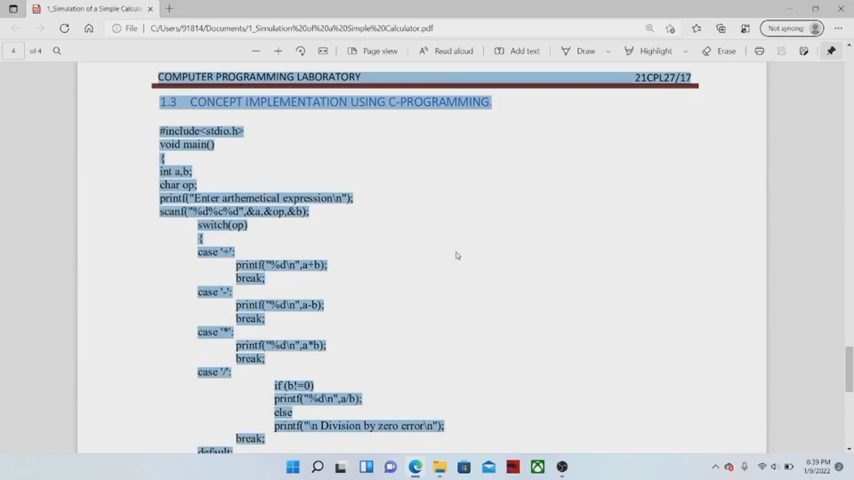 1_Simulation of a Simple Calcula
File
C:/Users/91814/Documents/1_Simulation%20of%20a%20Simple%20Calculator.pdf
Not syncing
4 of 4
Page view
Read aloud
Add text
Draw
Highlight
Erase
COMPUTER PROGRAMMING LABORATORY 21CPL27/17
1.3 CONCEPT IMPLEMENTATION USING C-PROGRAMMING.
#include<stdio.h>
void main()
{
int a,b;
char op;
printf("Enter arthemetical expression\n");
scanf("%d%c%d",&a,&op,&b);
switch(op)
{
case '+':
printf("%d\n",a+b);
break;
case '-':
printf("%d\n",a-b);
break;
case '*':
printf("%d\n",a*b);
break;
case '/':
if (b!=0)
printf("%d\n",a/b);
else
printf("\n Division by zero error\n");
break;
default:
8:39 PM
1/9/2022